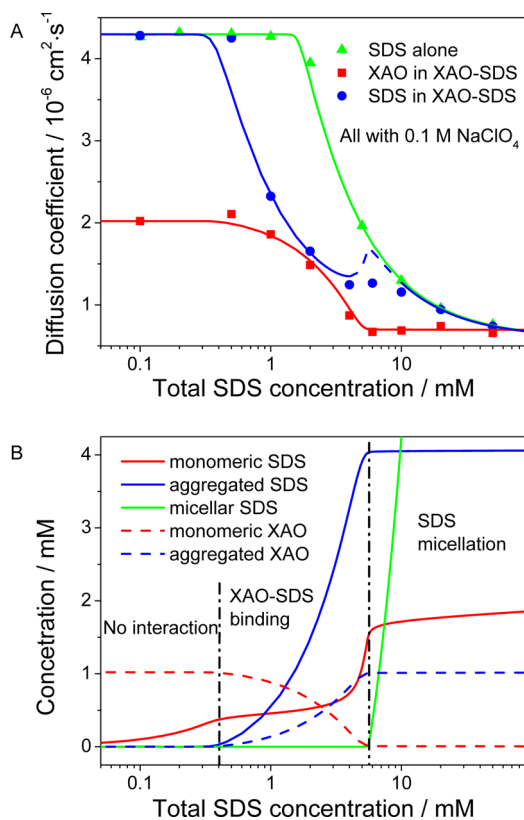 A
4
3
2
1
0.1
1
10
Diffusion coefficient / 10⁻⁶ cm²·s⁻¹
Total SDS concentration / mM
SDS alone
XAO in XAO-SDS
SDS in XAO-SDS
All with 0.1 M NaClO₄
B
4
3
2
1
0
0.1
1
10
Concetration / mM
Total SDS concentration / mM
monomeric SDS
aggregated SDS
micellar SDS
monomeric XAO
aggregated XAO
No interaction
XAO-SDS
binding
SDS
micellation